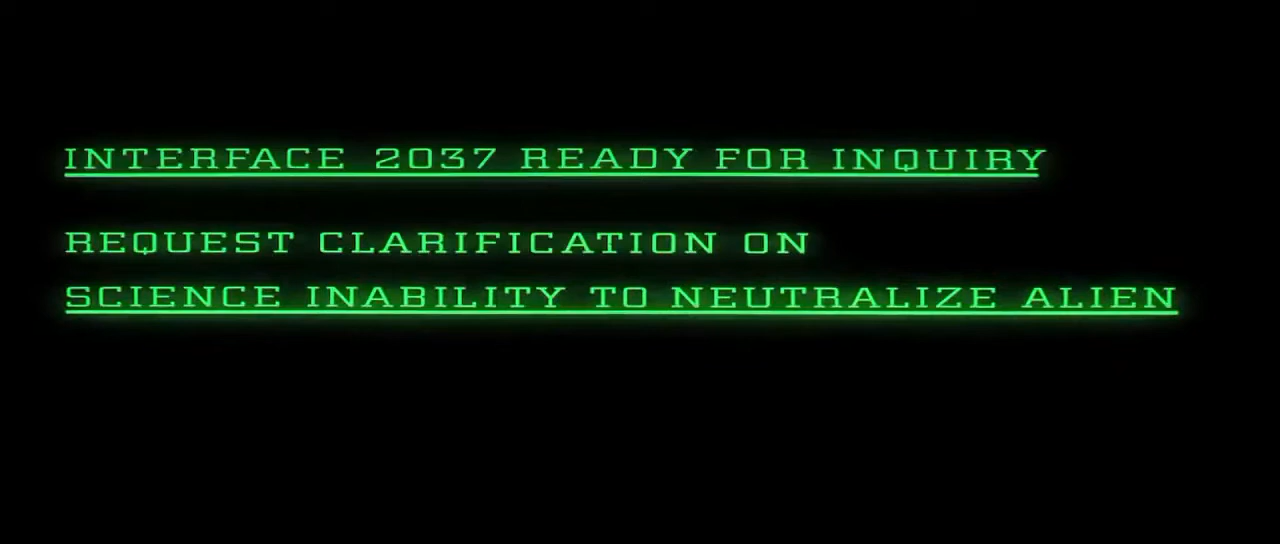 INTERFACE 2037 READY FOR INQUIRY
REQUEST CLARIFICATION ON
SCIENCE INABILITY TO NEUTRALIZE ALIEN